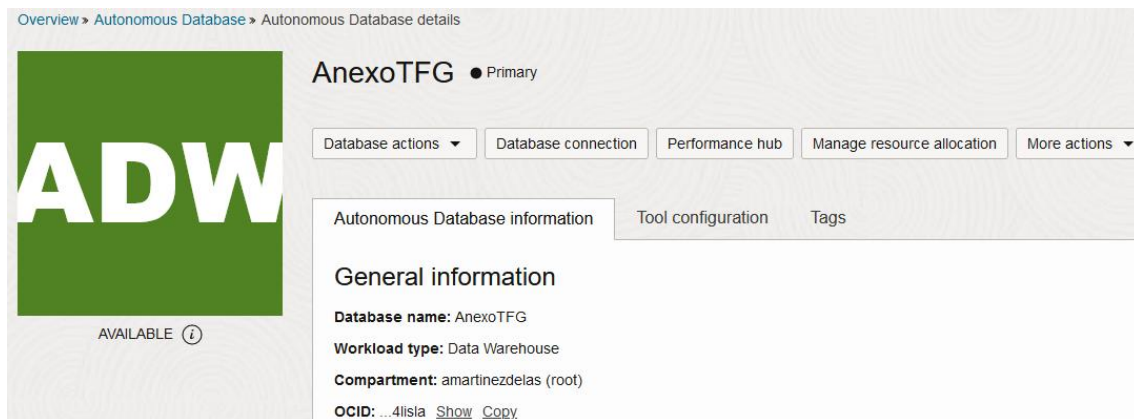 Overview » Autonomous Database » Autonomous Database details
ADW
AVAILABLE i
AnexoTFG ● Primary
Database actions Database connection Performance hub Manage resource allocation More actions
Autonomous Database information Tool configuration Tags
General information
Database name: AnexoTFG
Workload type: Data Warehouse
Compartment: amartinezdelas (root)
OCID: ...4lisla Show Copy